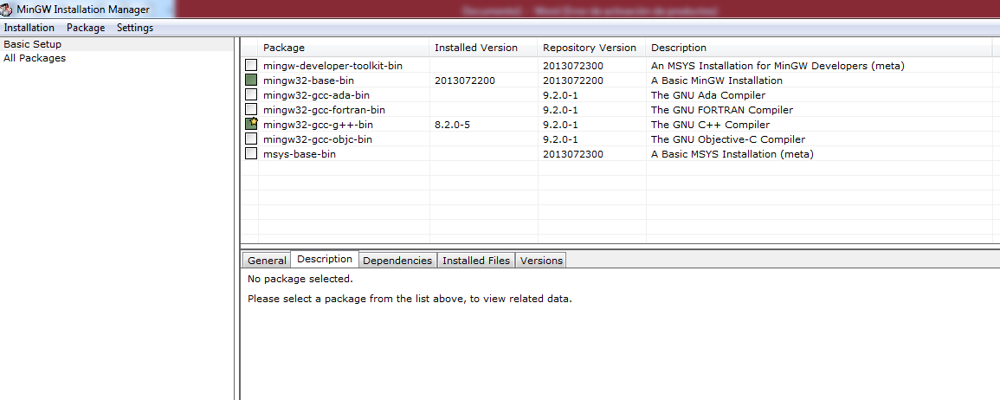 MinGW Installation Manager
Documento1 - Word (Error de activación de productos)
Installation Package Settings
Basic Setup
All Packages
Package Installed Version Repository Version Description
mingw-developer-toolkit-bin 2013072300 An MSYS Installation for MinGW Developers (meta)
mingw32-base-bin 2013072200 2013072200 A Basic MinGW Installation
mingw32-gcc-ada-bin 9.2.0-1 The GNU Ada Compiler
mingw32-gcc-fortran-bin 9.2.0-1 The GNU FORTRAN Compiler
mingw32-gcc-g++-bin 8.2.0-5 9.2.0-1 The GNU C++ Compiler
mingw32-gcc-objc-bin 9.2.0-1 The GNU Objective-C Compiler
msys-base-bin 2013072300 A Basic MSYS Installation (meta)
General Description Dependencies Installed Files Versions
No package selected.
Please select a package from the list above, to view related data.